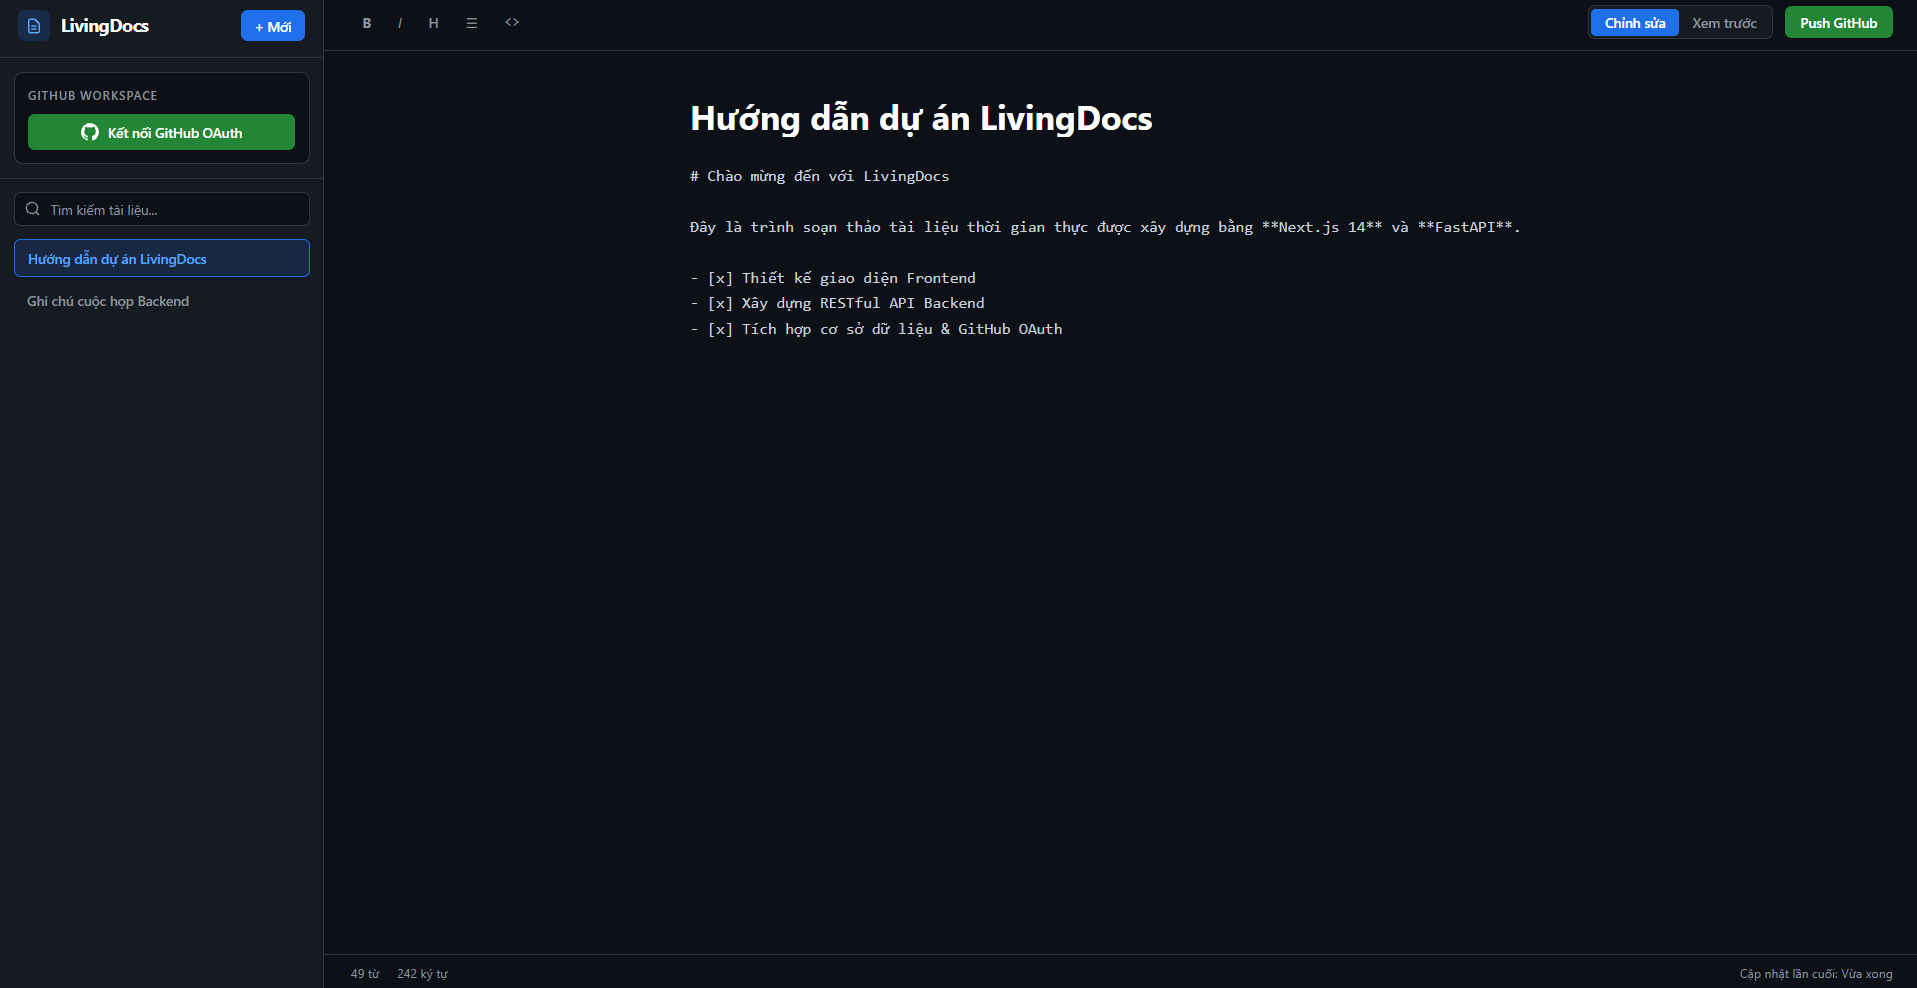 LivingDocs
+ Mới
GITHUB WORKSPACE
Kết nối GitHub OAuth
Tìm kiếm tài liệu...
Hướng dẫn dự án LivingDocs
Ghi chú cuộc họp Backend
B I H ☰ <>
Chỉnh sửa
Xem trước
Push GitHub
Hướng dẫn dự án LivingDocs
# Chào mừng đến với LivingDocs
Đây là trình soạn thảo tài liệu thời gian thực được xây dựng bằng **Next.js 14** và **FastAPI**.
- [x] Thiết kế giao diện Frontend
- [x] Xây dựng RESTful API Backend
- [x] Tích hợp cơ sở dữ liệu & GitHub OAuth
49 từ 242 ký tự
Cập nhật lần cuối: Vừa xong